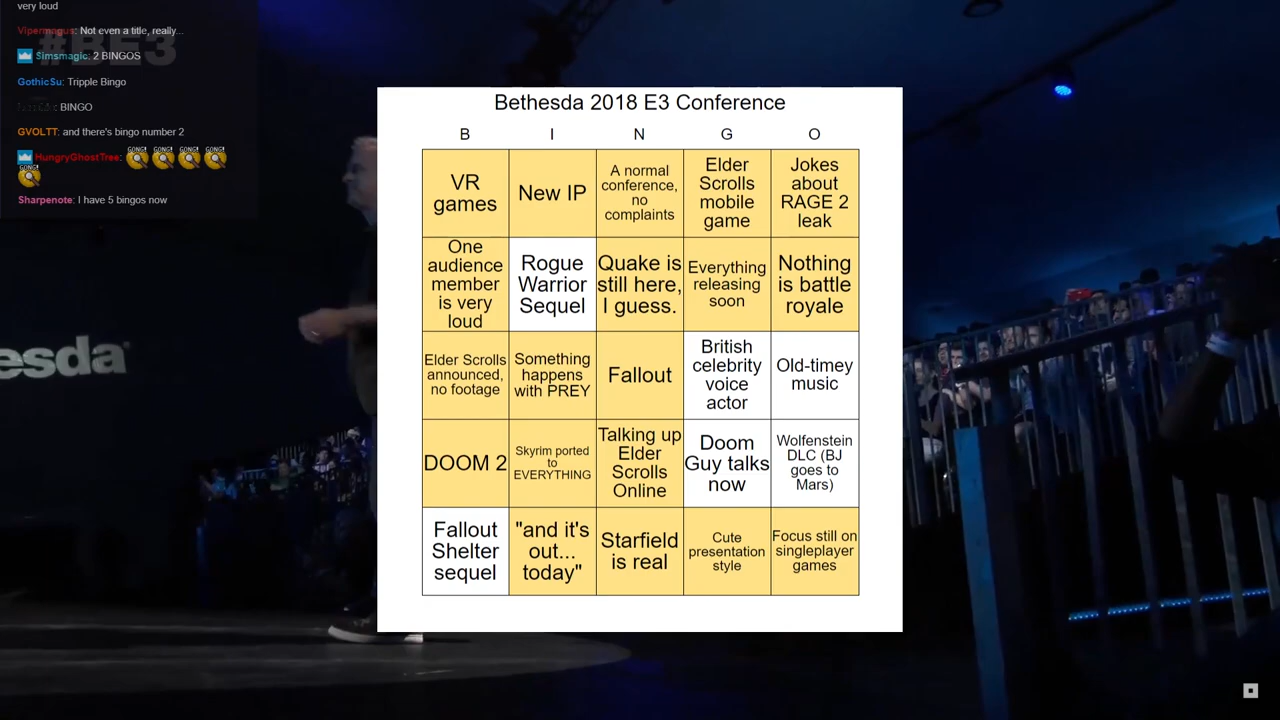 very loud
Vipermagus: Not even a title, really...
#BE3
Simsmagic: 2 BINGOS
GothicSu: Tripple Bingo
: BINGO
GVOLTT: and there's bingo number 2
HungryGhostTree: GONG! GONG! GONG! GONG!
GONG!
Sharpenote: I have 5 bingos now
esda
Bethesda 2018 E3 Conference
B I N G O
VR
games
New IP
A normal
conference,
no
complaints
Elder
Scrolls
mobile
game
Jokes
about
RAGE 2
leak
One
audience
member
is very
loud
Rogue
Warrior
Sequel
Quake is
still here,
I guess.
Everything
releasing
soon
Nothing
is battle
royale
Elder Scrolls
announced,
no footage
Something
happens
with PREY
Fallout
British
celebrity
voice
actor
Old-timey
music
DOOM 2
Skyrim ported
to
EVERYTHING
Talking up
Elder
Scrolls
Online
Doom
Guy talks
now
Wolfenstein
DLC (BJ
goes to
Mars)
Fallout
Shelter
sequel
"and it's
out...
today"
Starfield
is real
Cute
presentation
style
Focus still on
singleplayer
games